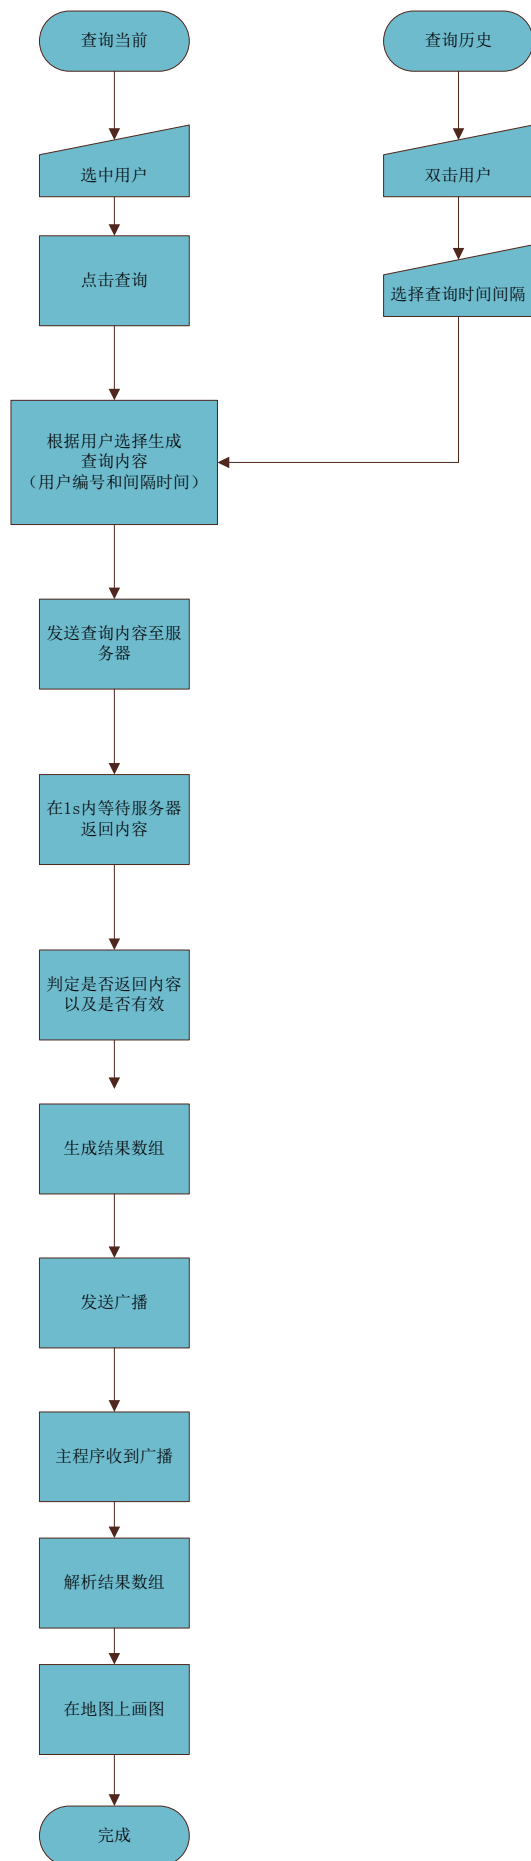 查询当前
查询历史
选中用户
双击用户
点击查询
选择查询时间间隔
根据用户选择生成
查询内容
（用户编号和间隔时间）
发送查询内容至服
务器
在1s内等待服务器
返回内容
判定是否返回内容
以及是否有效
生成结果数组
发送广播
主程序收到广播
解析结果数组
在地图上画图
完成